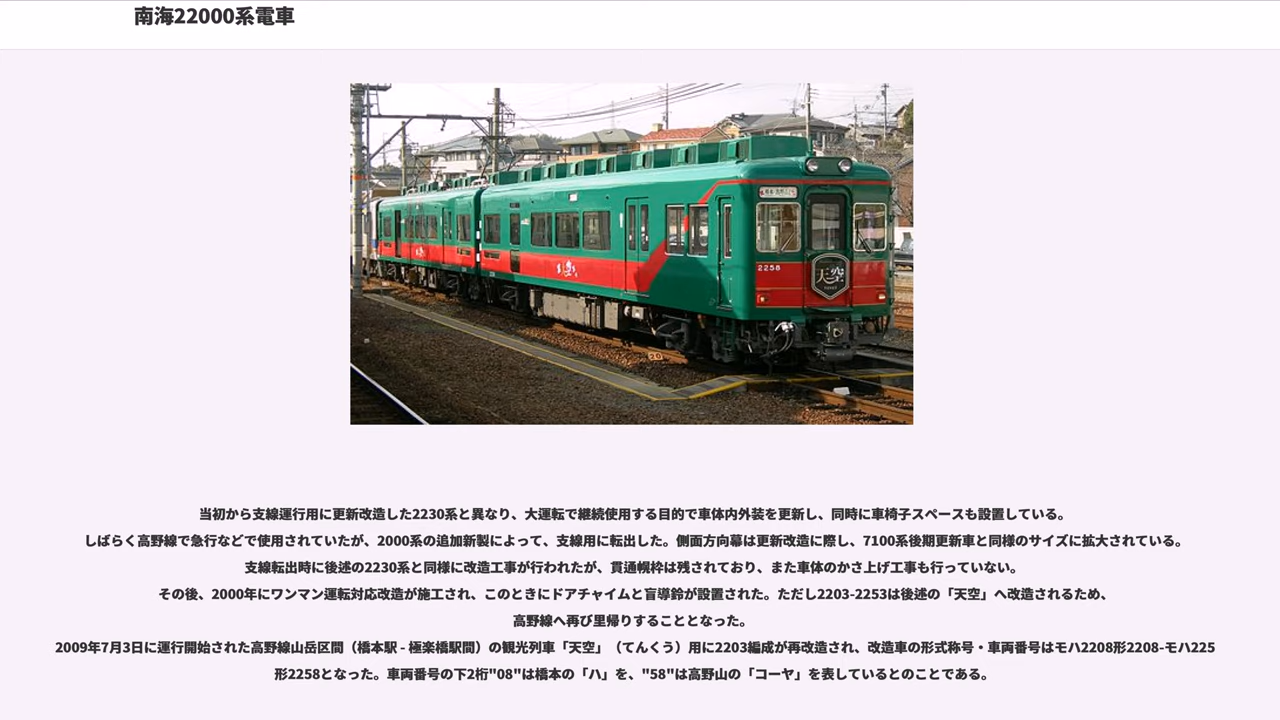 南海22000系電車
2258
天空
当初から支線運行用に更新改造した2230系と異なり、大運転で継続使用する目的で車体内外装を更新し、同時に車椅子スペースも設置している。
しばらく高野線で急行などで使用されていたが、2000系の追加新製によって、支線用に転出した。側面方向幕は更新改造に際し、7100系後期更新車と同様のサイズに拡大されている。
支線転出時に後述の2230系と同様に改造工事が行われたが、貫通幌枠は残されており、また車体のかさ上げ工事も行っていない。
その後、2000年にワンマン運転対応改造が施工され、このときにドアチャイムと盲導鈴が設置された。ただし2203-2253は後述の「天空」へ改造されるため、
高野線へ再び里帰りすることとなった。
2009年7月3日に運行開始された高野線山岳区間（橋本駅 - 極楽橋駅間）の観光列車「天空」（てんくう）用に2203編成が再改造され、改造車の形式称号・車両番号はモハ2208形2208-モハ225
形2258となった。車両番号の下2桁"08"は橋本の「ハ」を、"58"は高野山の「コーヤ」を表しているとのことである。